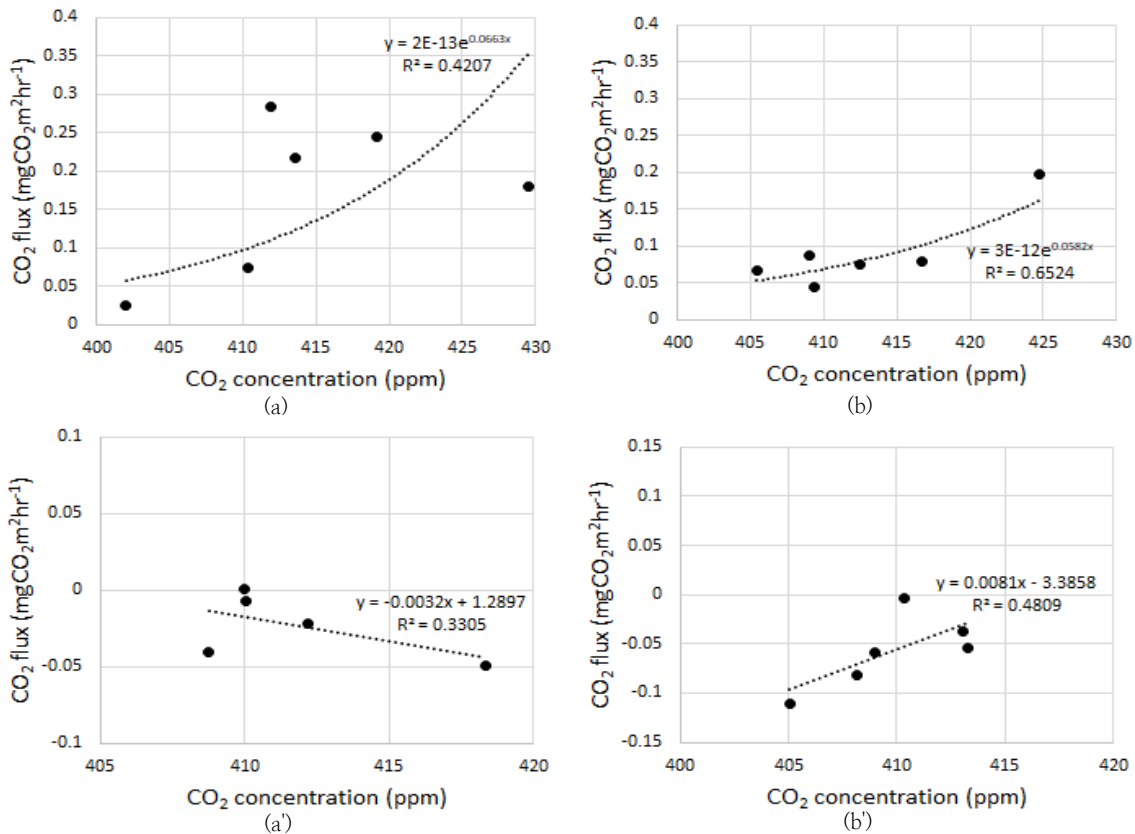 0.4
0.35
0.3
0.25
0.2
0.15
0.1
0.05
0
CO₂ flux (mgCO₂m²hr⁻¹)
y = 2E-13e^0.0663x
R² = 0.4207
400 405 410 415 420 425 430
CO₂ concentration (ppm)
(a)
0.4
0.35
0.3
0.25
0.2
0.15
0.1
0.05
0
CO₂ flux (mgCO₂m²hr⁻¹)
y = 3E-12e^0.0582x
R² = 0.6524
400 405 410 415 420 425 430
CO₂ concentration (ppm)
(b)
0.1
0.05
0
-0.05
-0.1
CO₂ flux (mgCO₂m²hr⁻¹)
y = -0.0032x + 1.2897
R² = 0.3305
405 410 415 420
CO₂ concentration (ppm)
(a')
0.15
0.1
0.05
0
-0.05
-0.1
-0.15
CO₂ flux (mgCO₂m²hr⁻¹)
y = 0.0081x - 3.3858
R² = 0.4809
400 405 410 415 420
CO₂ concentration (ppm)
(b')